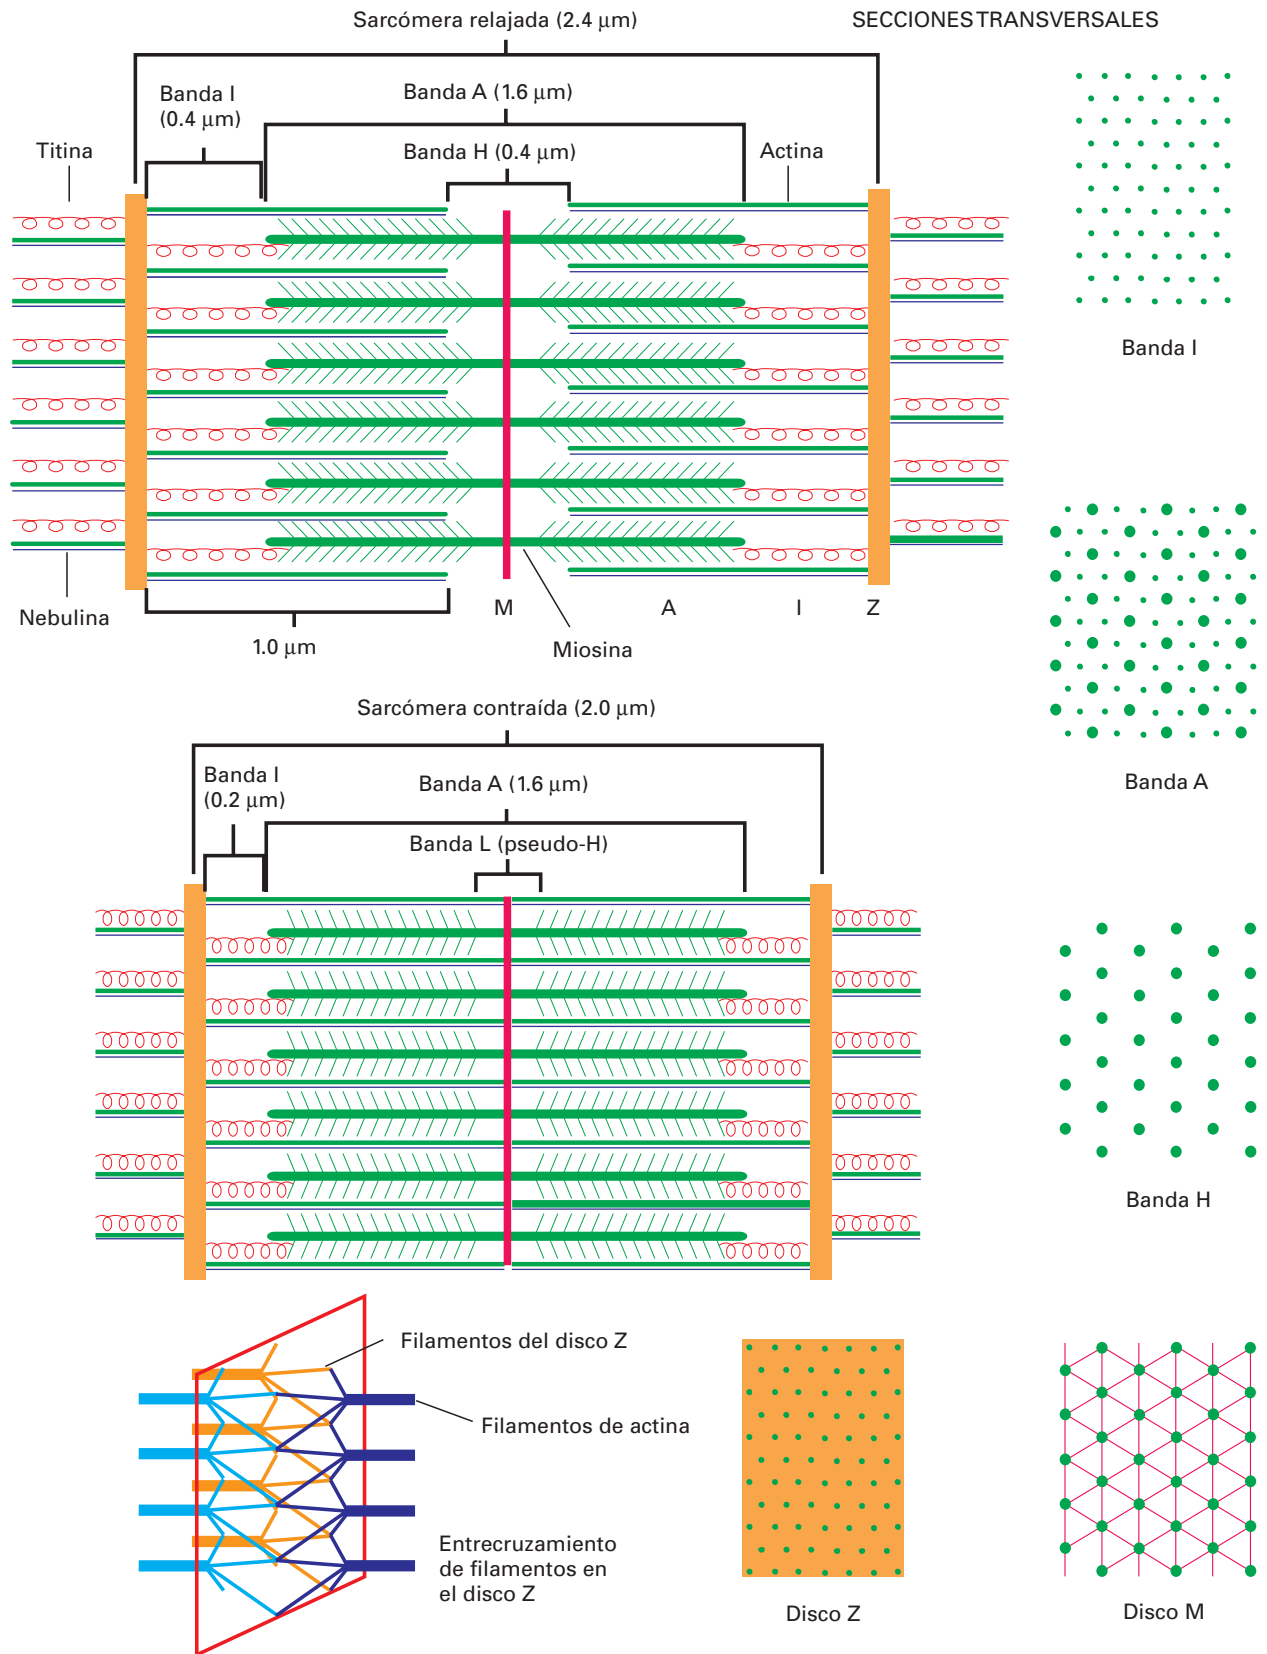 Sarcómera relajada (2.4 µm)
SECCIONES TRANSVERSALES
Banda I
(0.4 µm)
Banda A (1.6 µm)
Titina
Banda H (0.4 µm)
Actina
Banda I
Nebulina
1.0 µm
M
A
I
Z
Miosina
Sarcómera contraída (2.0 µm)
Banda I
(0.2 µm)
Banda A (1.6 µm)
Banda L (pseudo-H)
Banda A
Banda H
Filamentos del disco Z
Filamentos de actina
Entrecruzamiento
de filamentos en
el disco Z
Disco Z
Disco M